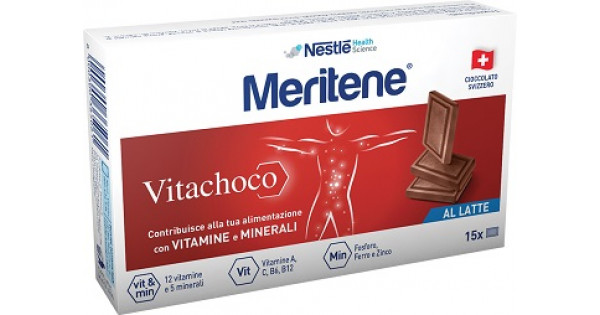 Nestlé Health
Science
Meritene®
CIOCCOLATO
SVIZZERO
Vitachoco
Contribuisce alla tua alimentazione
con VITAMINE e MINERALI
AL LATTE
vit&
min
12 vitamine
e 5 minerali
Vit
Vitamine A,
C, B6, B12
Min
Fosforo,
Ferro e Zinco
15x